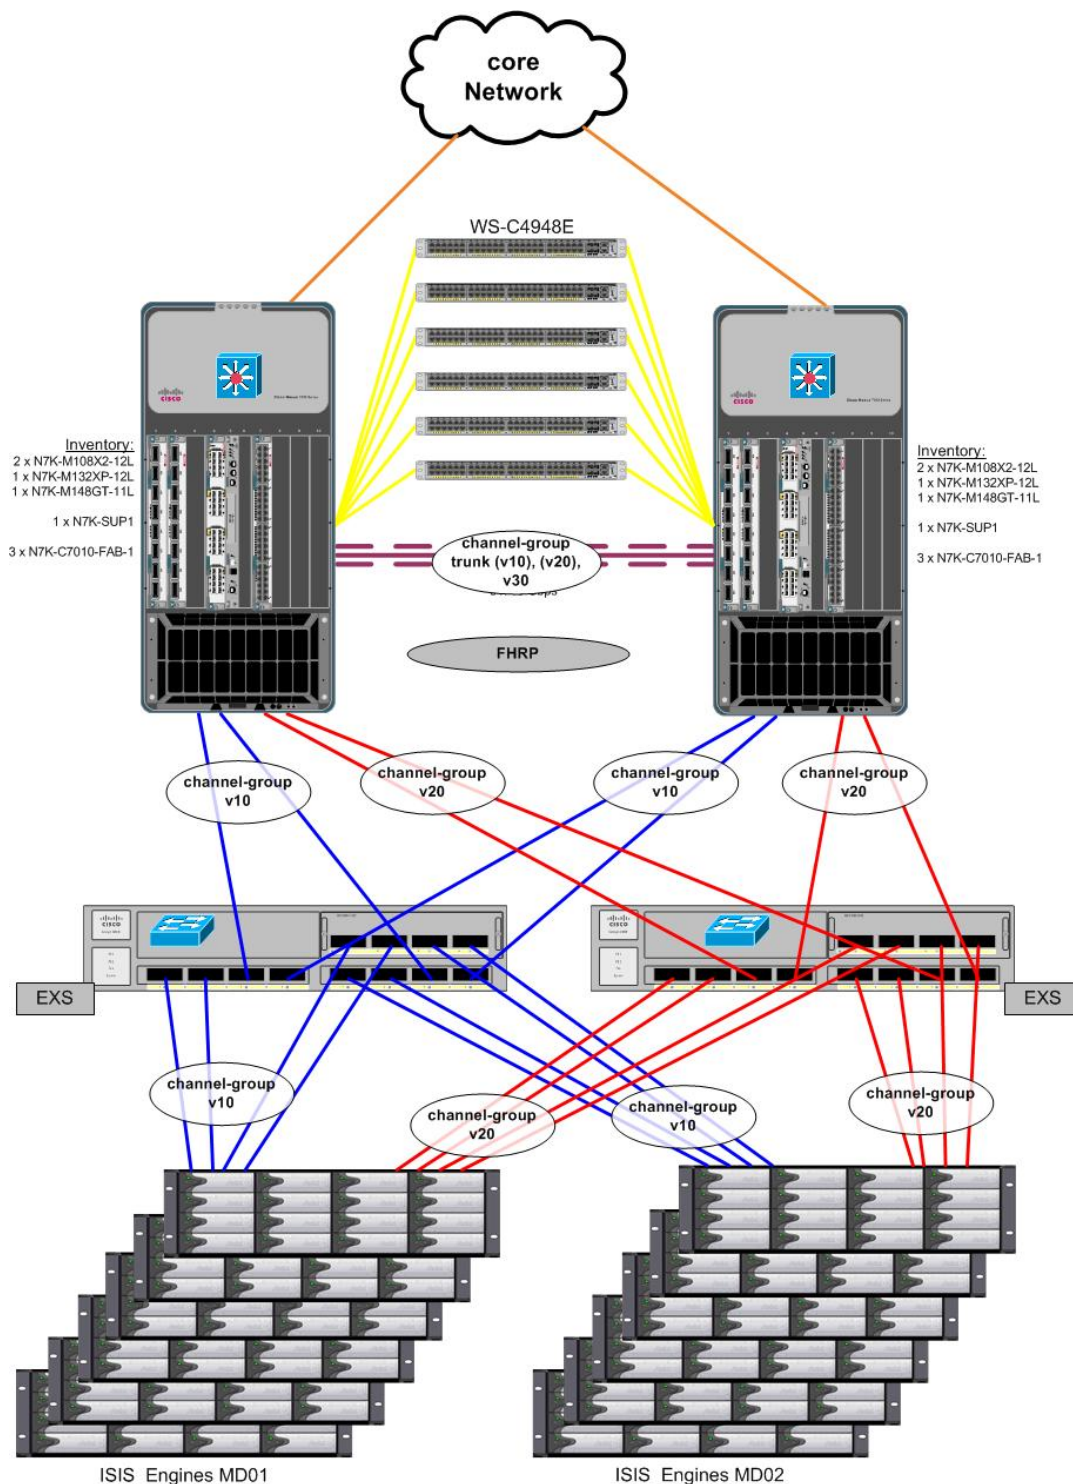 core
Network
WS-C4948E
CISCO
CISCO
Inventory:
2 x N7K-M108X2-12L
1 x N7K-M132XP-12L
1 x N7K-M148GT-11L
1 x N7K-SUP1
3 x N7K-C7010-FAB-1
Inventory:
2 x N7K-M108X2-12L
1 x N7K-M132XP-12L
1 x N7K-M148GT-11L
1 x N7K-SUP1
3 x N7K-C7010-FAB-1
channel-group
trunk (v10), (v20),
v30
FHRP
channel-group
v10
channel-group
v20
channel-group
v10
channel-group
v20
CISCO
CISCO
EXS
EXS
channel-group
v10
channel-group
v20
channel-group
v10
channel-group
v20
ISIS Engines MD01
ISIS Engines MD02